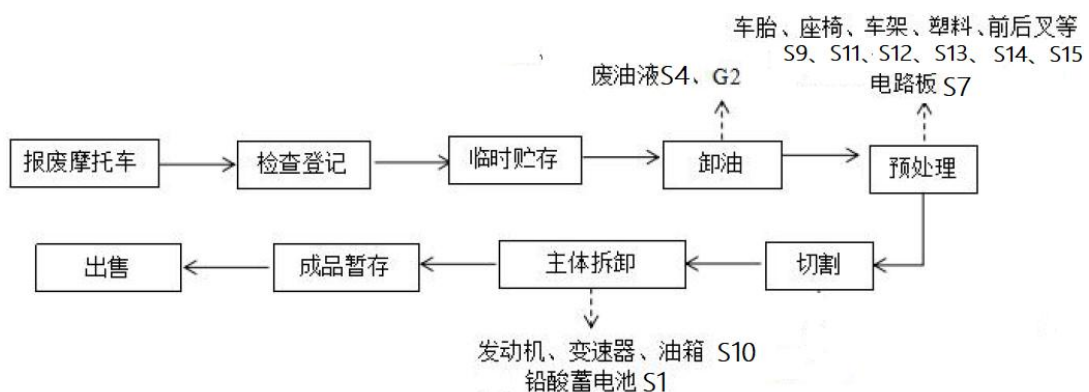 车胎、座椅、车架、塑料、前后叉等
S9、S11、S12、S13、S14、S15
废油液S4、G2
电路板 S7
报废摩托车
检查登记
临时贮存
卸油
预处理
出售
成品暂存
主体拆卸
切割
发动机、变速器、油箱 S10
铅酸蓄电池 S1